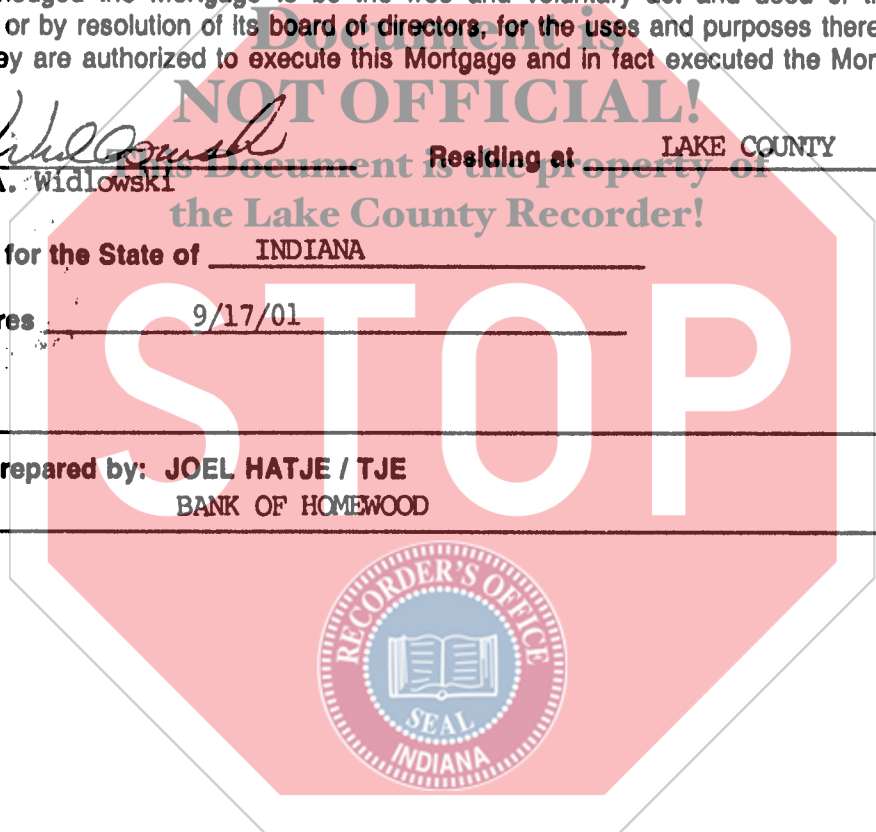 Document is
or by resolution of its board of directors, for the uses and purposes there
ey are authorized to execute this Mortgage and in fact executed the Mor
NOT OFFICIAL!
Residing at LAKE COUNTY
This Document is the property of
A. Widlowski
the Lake County Recorder!
for the State of INDIANA
res 9/17/01
STOP
repared by: JOEL HATJE / TJE
BANK OF HOMEWOOD
RECORDER'S OFFICE
SEAL
INDIANA